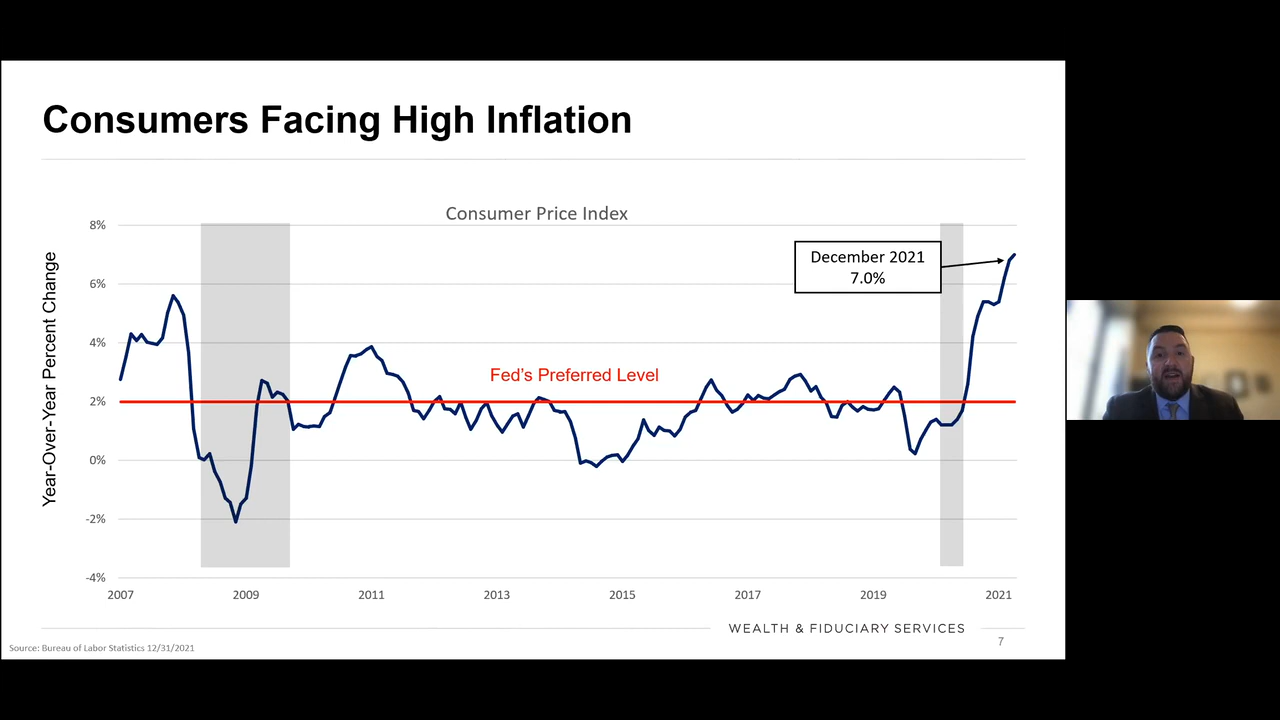 Consumers Facing High Inflation
Consumer Price Index
Year-Over-Year Percent Change
8%
6%
4%
2%
0%
-2%
-4%
December 2021
7.0%
Fed's Preferred Level
2007 2009 2011 2013 2015 2017 2019 2021
WEALTH & FIDUCIARY SERVICES
7
Source: Bureau of Labor Statistics 12/31/2021